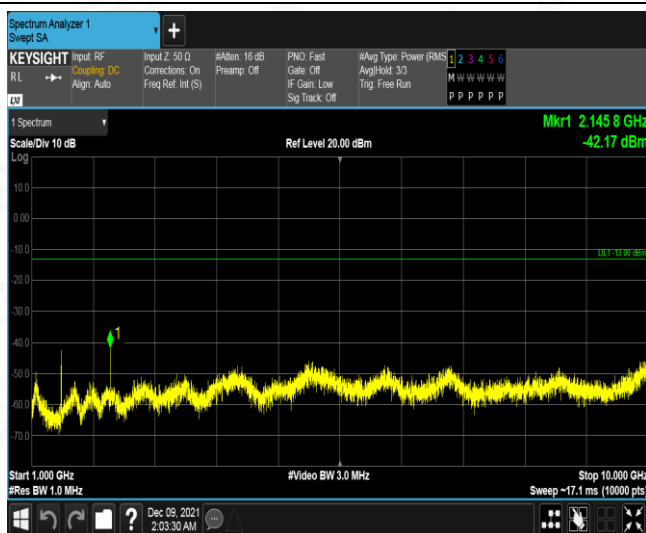 Spectrum Analyzer 1
Swept SA
KEYSIGHT
RL
LXI
Input: RF
Coupling: DC
Align: Auto
Input Z: 50 Ω
Corrections: On
Freq Ref: Int (S)
#Atten: 16 dB
Preamp: Off
PNO: Fast
Gate: Off
IF Gain: Low
Sig Track: Off
#Avg Type: Power (RMS
Avg|Hold: 3/3
Trig: Free Run
1 2 3 4 5 6
M W W W W W
P P P P P P
1 Spectrum
Scale/Div 10 dB
Log
Ref Level 20.00 dBm
Mkr1 2.145 8 GHz
-42.17 dBm
10.0
0.00
-10.0
DL1 -13.00 dBm
-20.0
-30.0
-40.0
1
-50.0
-60.0
-70.0
Start 1.000 GHz
#Res BW 1.0 MHz
#Video BW 3.0 MHz
Stop 10.000 GHz
Sweep ~17.1 ms (10000 pts)
?
Dec 09, 2021
2:03:30 AM